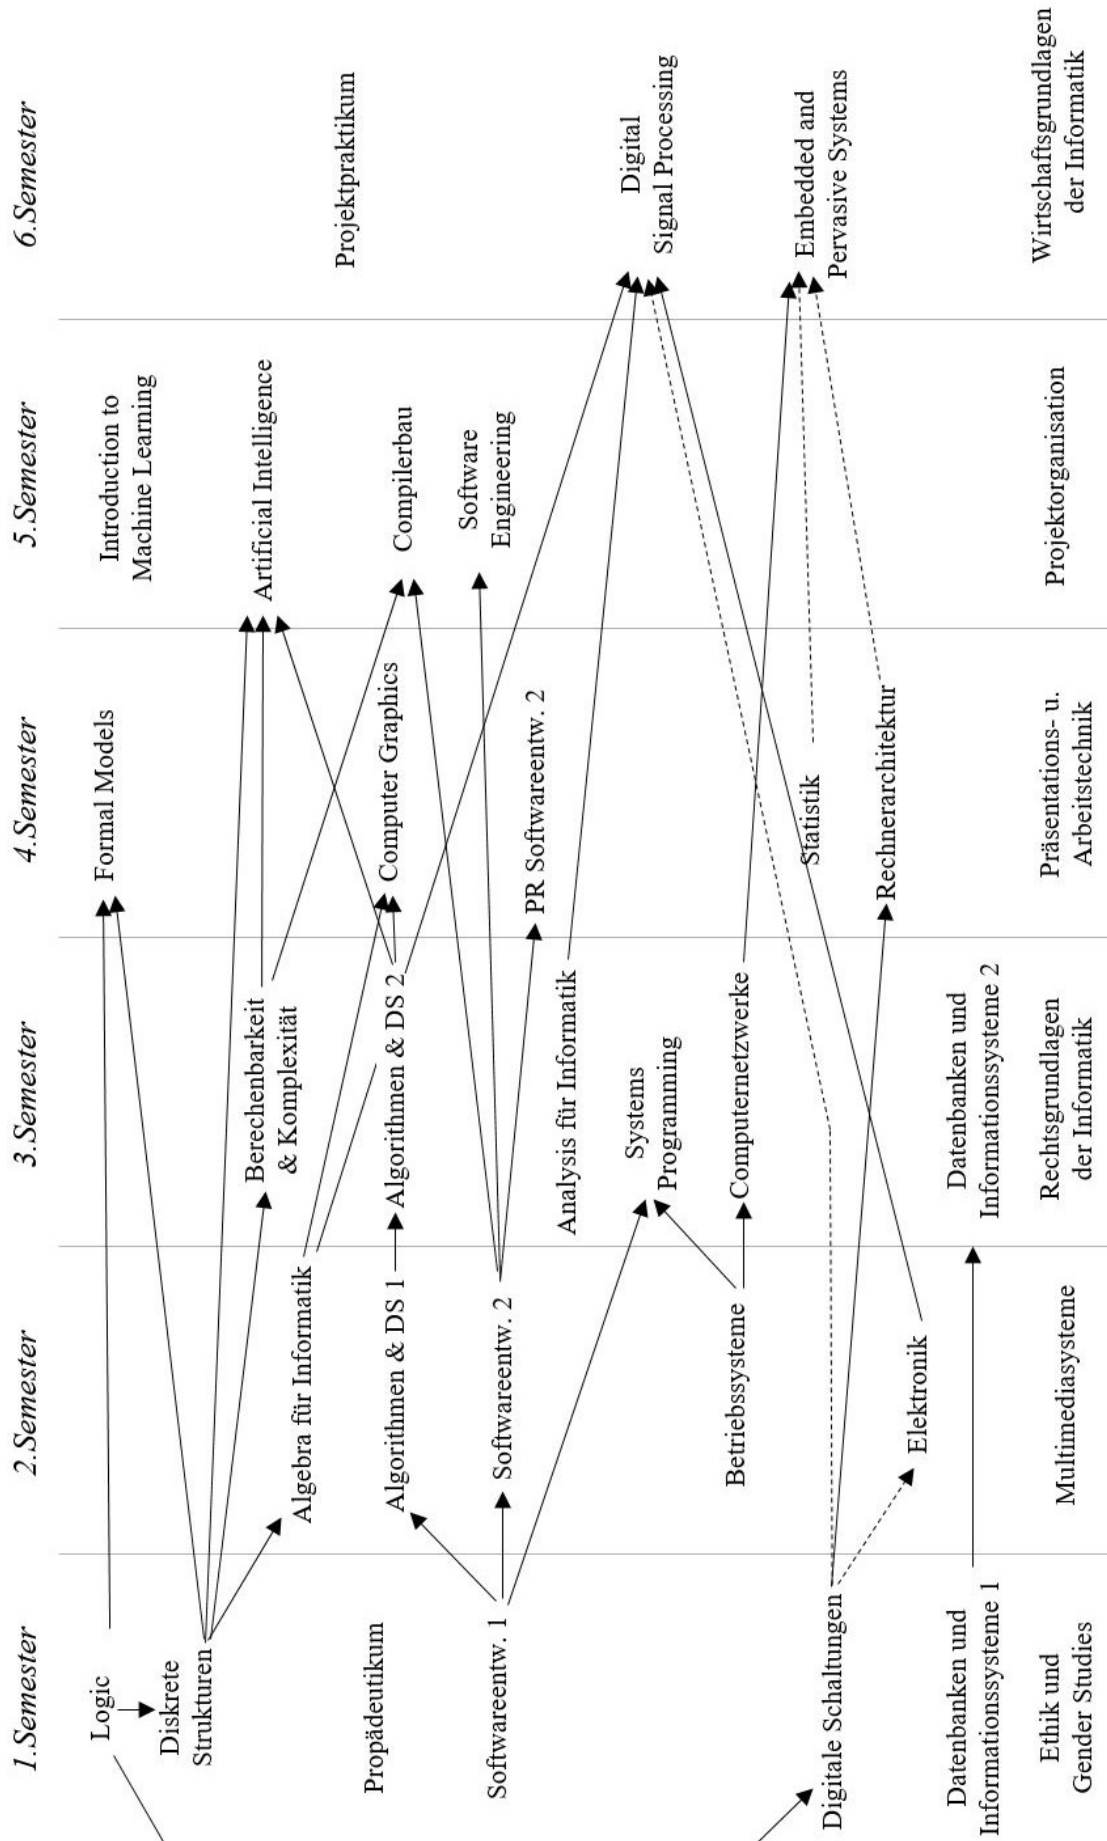 1.Semester
2.Semester
3.Semester
4.Semester
5.Semester
6.Semester
Logic
Diskrete
Strukturen
Propädeutikum
Softwareentw. 1
Digitale Schaltungen
Datenbanken und
Informationssysteme 1
Ethik und
Gender Studies
Algebra für Informatik
Algorithmen & DS 1
Softwareentw. 2
Betriebssysteme
Elektronik
Multimediasysteme
Berechenbarkeit
& Komplexität
Algorithmen & DS 2
Analysis für Informatik
Systems
Programming
Computernetzwerke
Datenbanken und
Informationssysteme 2
Rechtsgrundlagen
der Informatik
Formal Models
Computer Graphics
PR Softwareentw. 2
Statistik
Rechnerarchitektur
Präsentations- u.
Arbeitstechnik
Introduction to
Machine Learning
Artificial Intelligence
Compilerbau
Software
Engineering
Projektorganisation
Projektpraktikum
Digital
Signal Processing
Embedded and
Pervasive Systems
Wirtschaftsgrundlagen
der Informatik